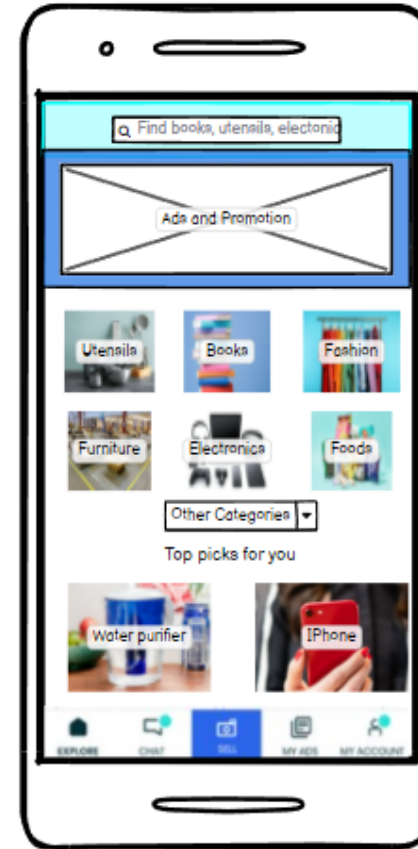 Find books, utensils, electonic
Ads and Promotion
Utensils Books Fashion
Furniture Electronics Foods
Other Categories
Top picks for you
Water purifier IPhone
EXPLORE CHAT SELL MY ADS MY ACCOUNT